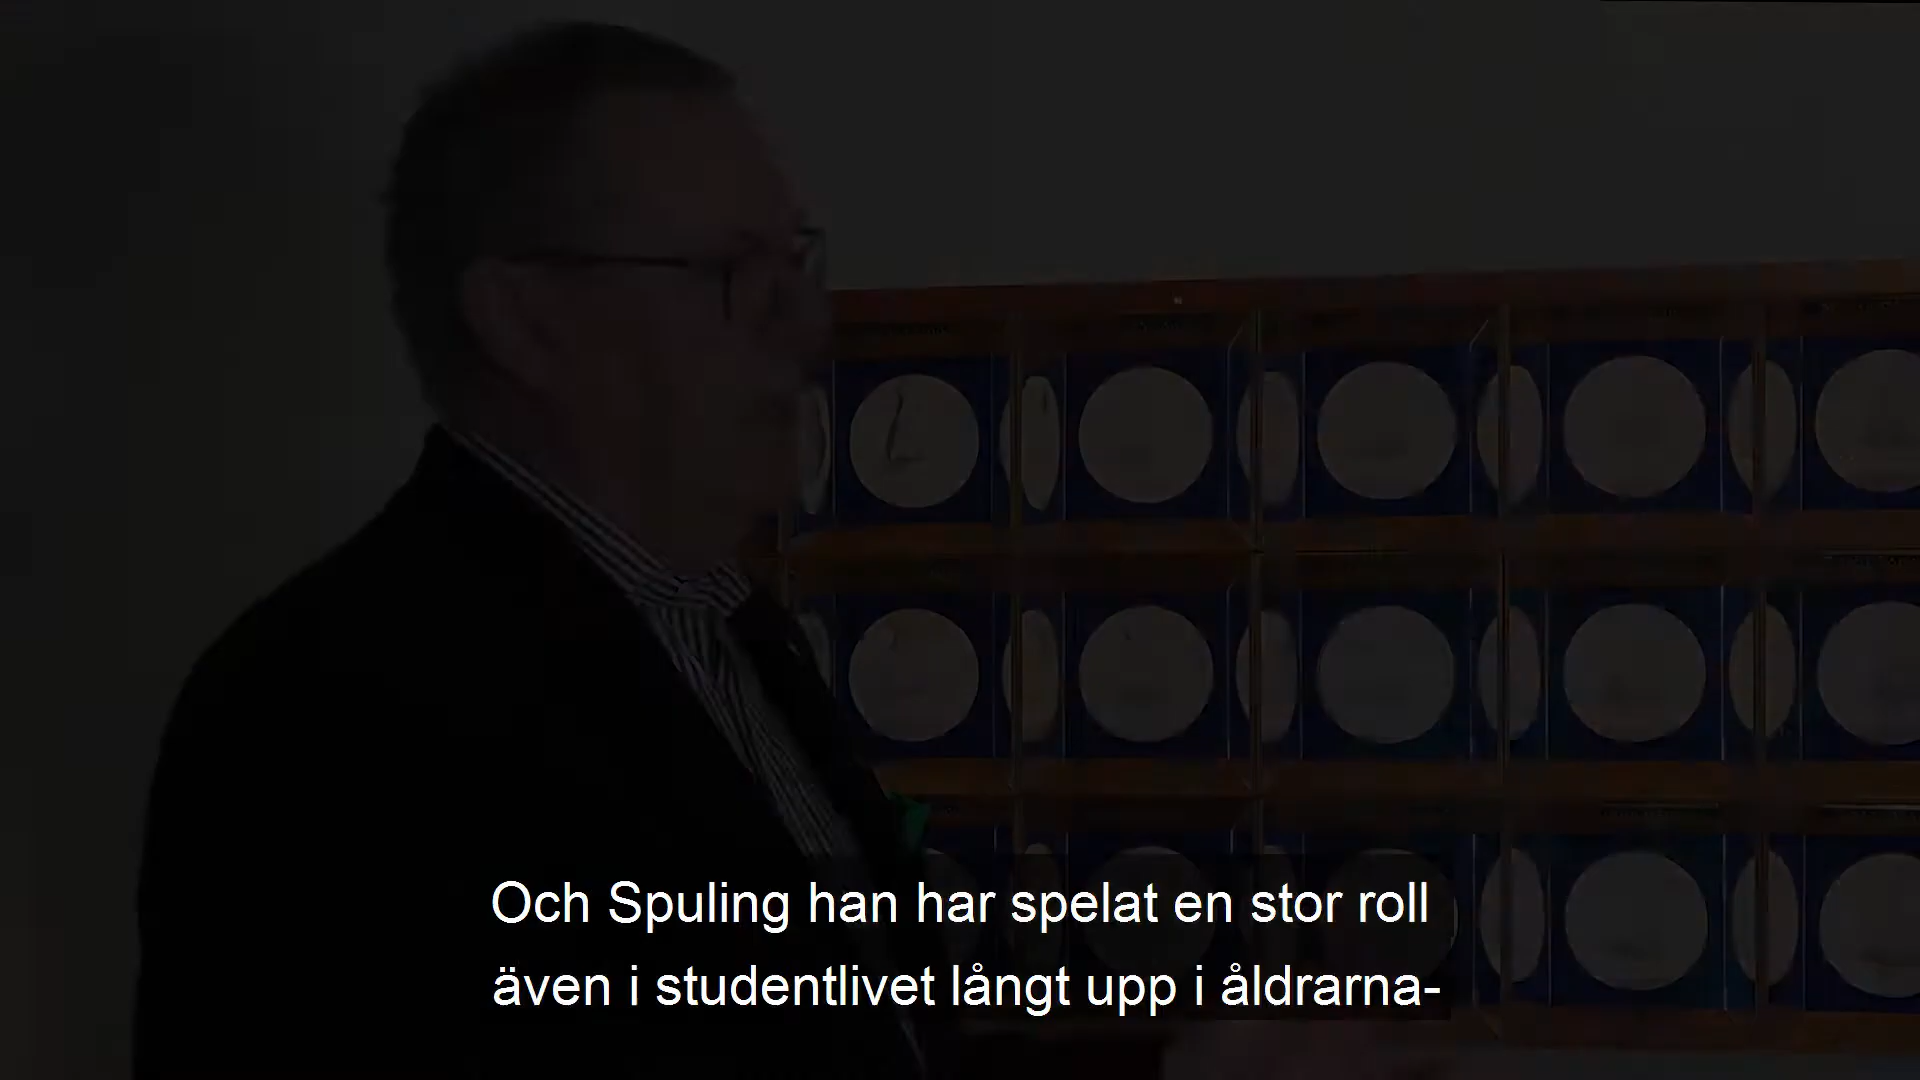 Och Spuling han har spelat en stor roll
även i studentlivet långt upp i åldrarna-